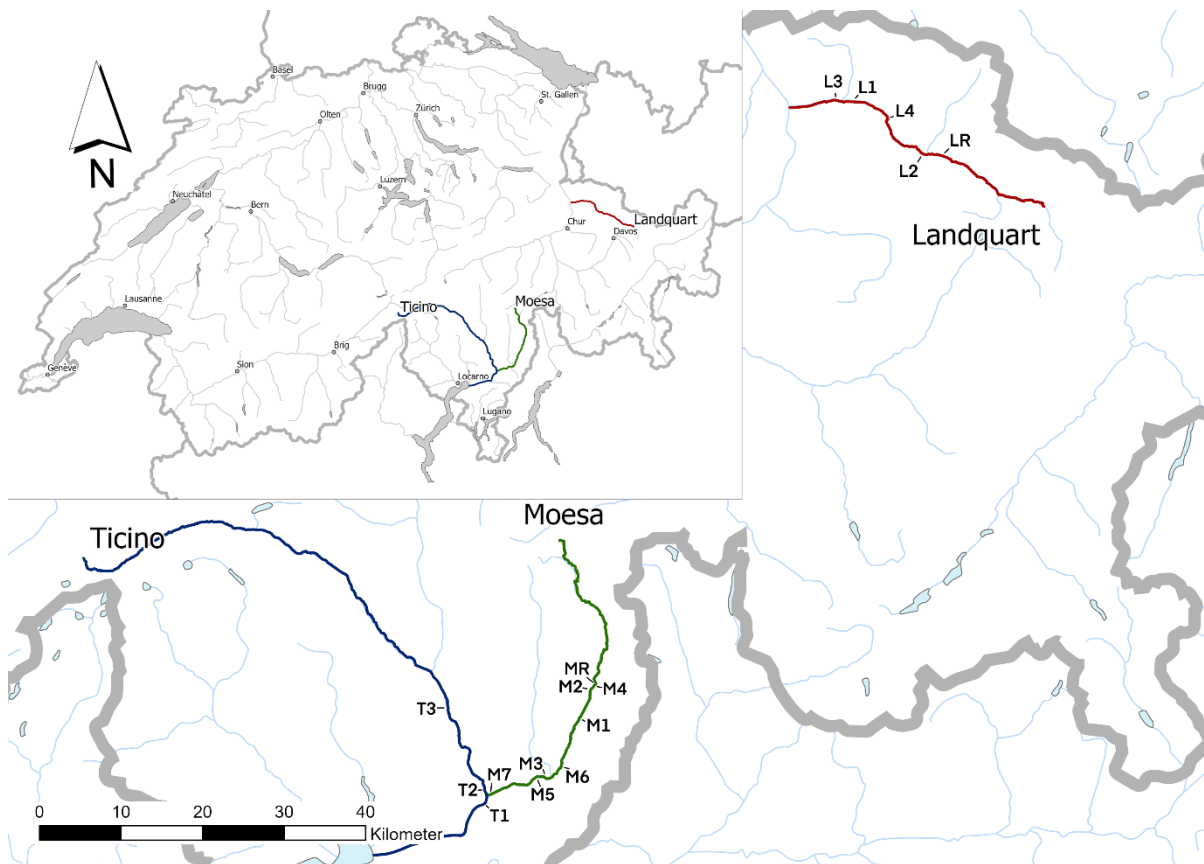 Basel
Brugg
St. Gallen
Olten
Zürich
N
Luzern
Neuchâtel
Bern
Landquart
Chur
Davos
Lausanne
Ticino
Moesa
Brig
Genève
Sion
Locarno
Lugano
L3
L1
L4
LR
L2
Landquart
Ticino
Moesa
MR
M2
M4
T3
M1
M3
M7
M6
T2
M5
T1
0
10
20
30
40
Kilometer